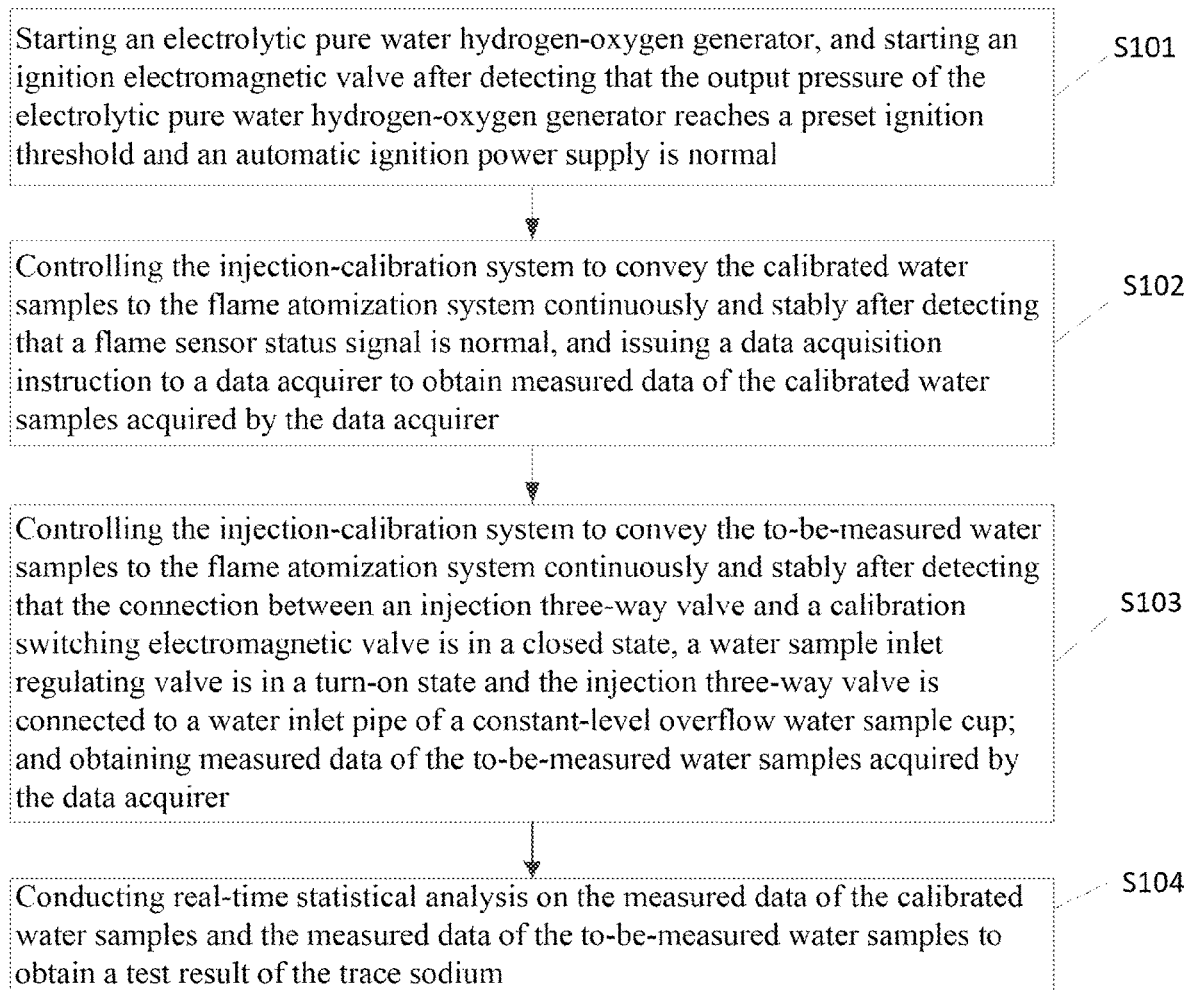 Starting an electrolytic pure water hydrogen-oxygen generator, and starting an
ignition electromagnetic valve after detecting that the output pressure of the
electrolytic pure water hydrogen-oxygen generator reaches a preset ignition
threshold and an automatic ignition power supply is normal
S101
Controlling the injection-calibration system to convey the calibrated water
samples to the flame atomization system continuously and stably after detecting
that a flame sensor status signal is normal, and issuing a data acquisition
instruction to a data acquirer to obtain measured data of the calibrated water
samples acquired by the data acquirer
S102
Controlling the injection-calibration system to convey the to-be-measured water
samples to the flame atomization system continuously and stably after detecting
that the connection between an injection three-way valve and a calibration
switching electromagnetic valve is in a closed state, a water sample inlet
regulating valve is in a turn-on state and the injection three-way valve is
connected to a water inlet pipe of a constant-level overflow water sample cup;
and obtaining measured data of the to-be-measured water samples acquired by
the data acquirer
S103
Conducting real-time statistical analysis on the measured data of the calibrated
water samples and the measured data of the to-be-measured water samples to
obtain a test result of the trace sodium
S104